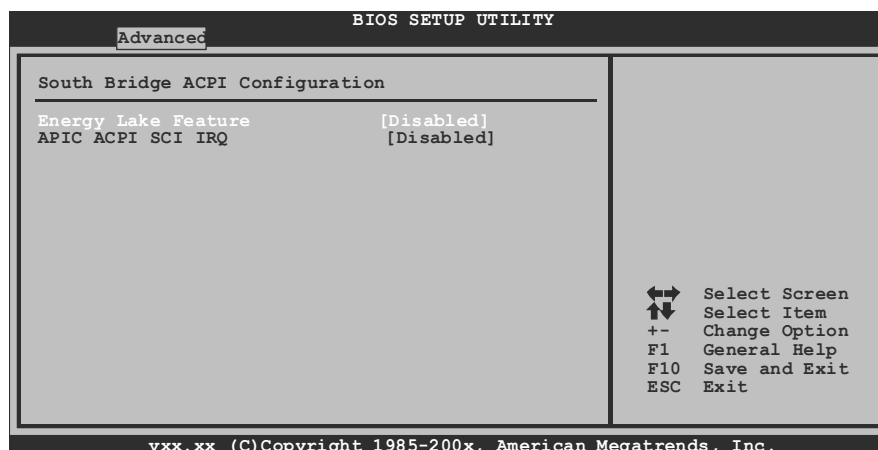 BIOS SETUP UTILITY
Advanced
South Bridge ACPI Configuration
Energy Lake Feature [Disabled]
APIC ACPI SCI IRQ [Disabled]
Select Screen
Select Item
+- Change Option
F1 General Help
F10 Save and Exit
ESC Exit
vxx.xx (C)Copyright 1985-200x, American Megatrends, Inc.